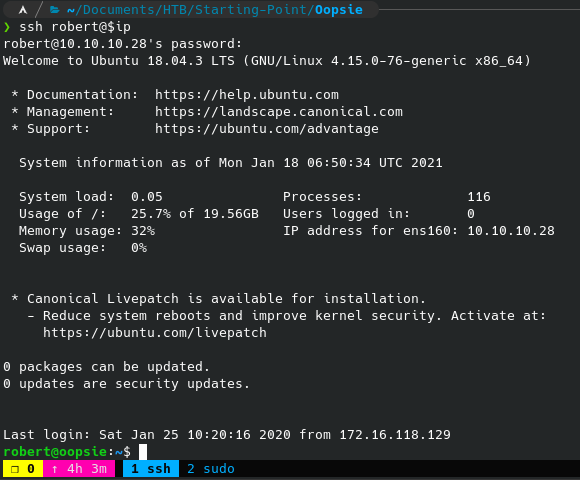 ~/Documents/HTB/Starting-Point/Oopsie
❯ ssh robert@$ip
robert@10.10.10.28's password:
Welcome to Ubuntu 18.04.3 LTS (GNU/Linux 4.15.0-76-generic x86_64)
* Documentation:  https://help.ubuntu.com
* Management:     https://landscape.canonical.com
* Support:        https://ubuntu.com/advantage
System information as of Mon Jan 18 06:50:34 UTC 2021
System load:  0.05               Processes:             116
Usage of /:   25.7% of 19.56GB   Users logged in:       0
Memory usage: 32%                IP address for ens160: 10.10.10.28
Swap usage:   0%
* Canonical Livepatch is available for installation.
- Reduce system reboots and improve kernel security. Activate at:
https://ubuntu.com/livepatch
0 packages can be updated.
0 updates are security updates.
Last login: Sat Jan 25 10:20:16 2020 from 172.16.118.129
robert@oopsie:~$
❐ 0 ↑ 4h 3m 1 ssh 2 sudo